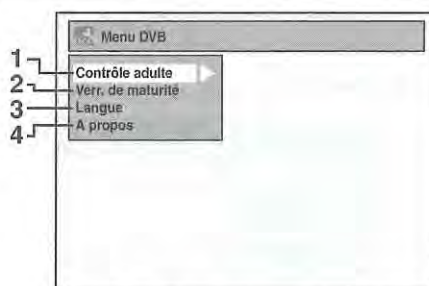 Menu DVB
1 Contrôle adulte
2 Verr. de maturité
3 Langue
4 A propos